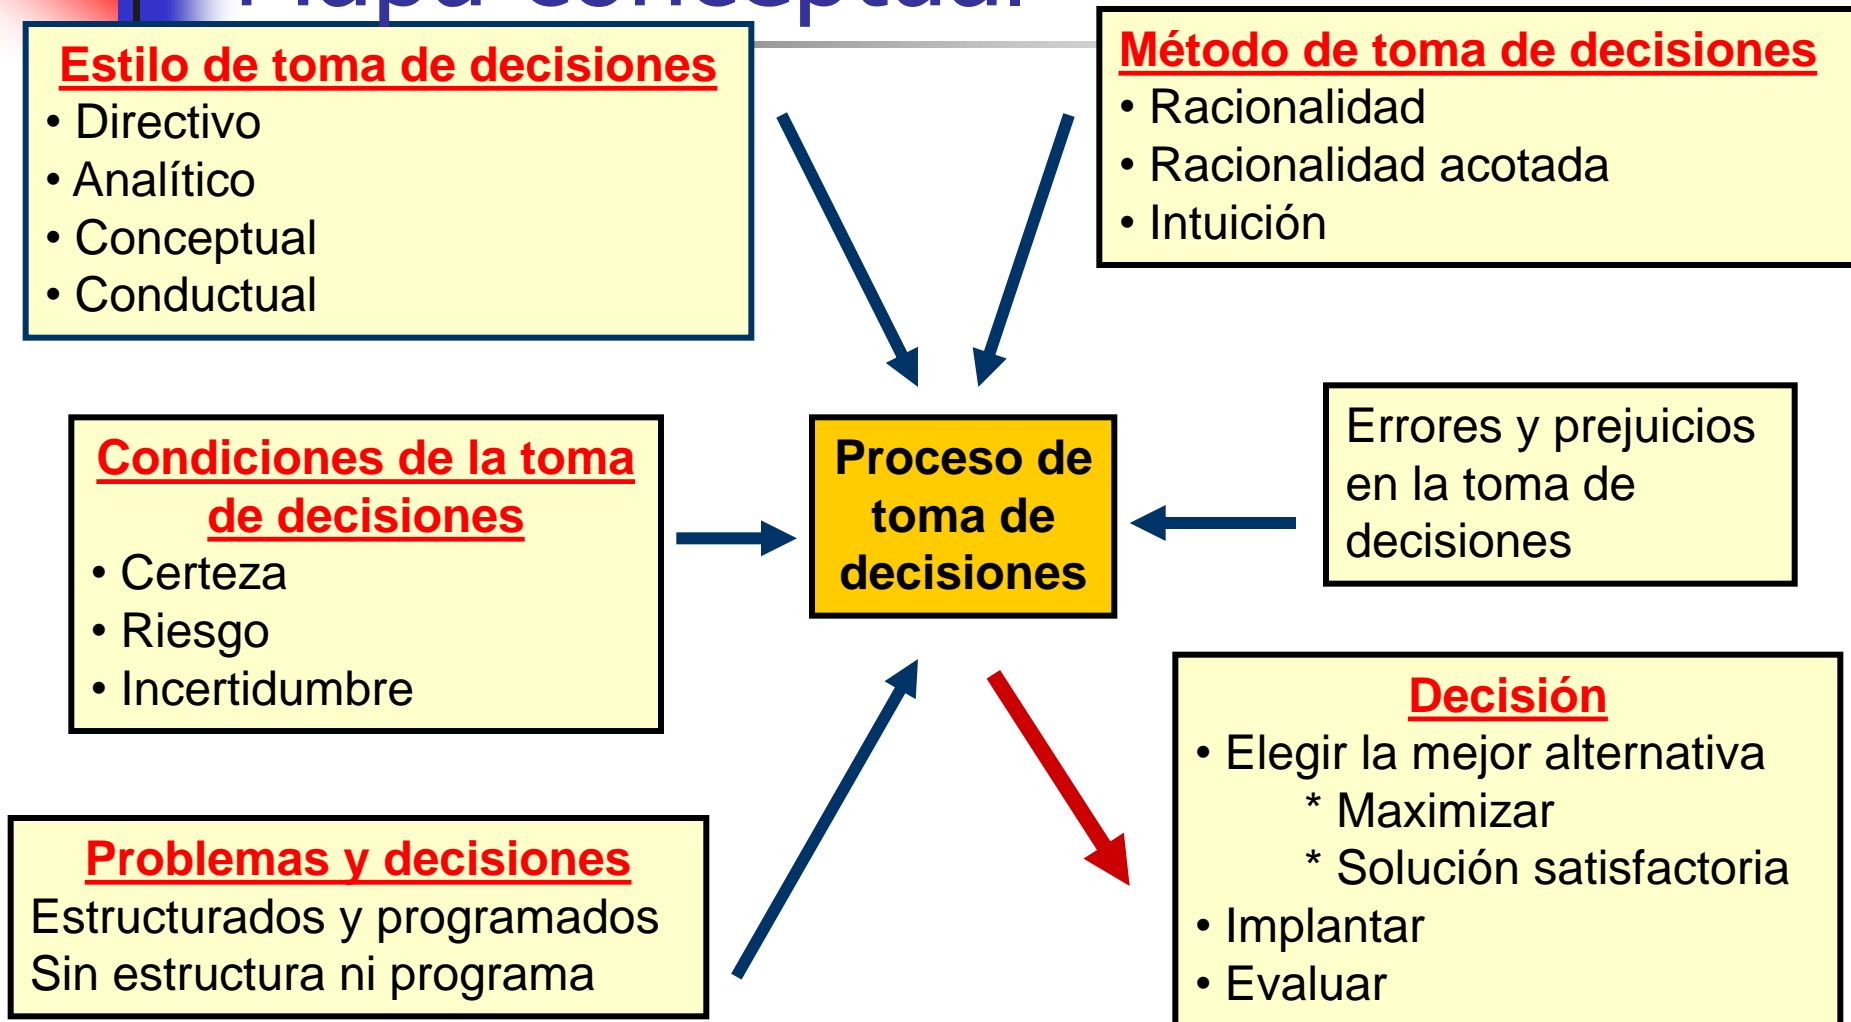 Mapa conceptual
Estilo de toma de decisiones
• Directivo
• Analítico
• Conceptual
• Conductual
Método de toma de decisiones
• Racionalidad
• Racionalidad acotada
• Intuición
Condiciones de la toma
de decisiones
• Certeza
• Riesgo
• Incertidumbre
Proceso de
toma de
decisiones
Errores y prejuicios
en la toma de
decisiones
Problemas y decisiones
Estructurados y programados
Sin estructura ni programa
Decisión
• Elegir la mejor alternativa
* Maximizar
* Solución satisfactoria
• Implantar
• Evaluar